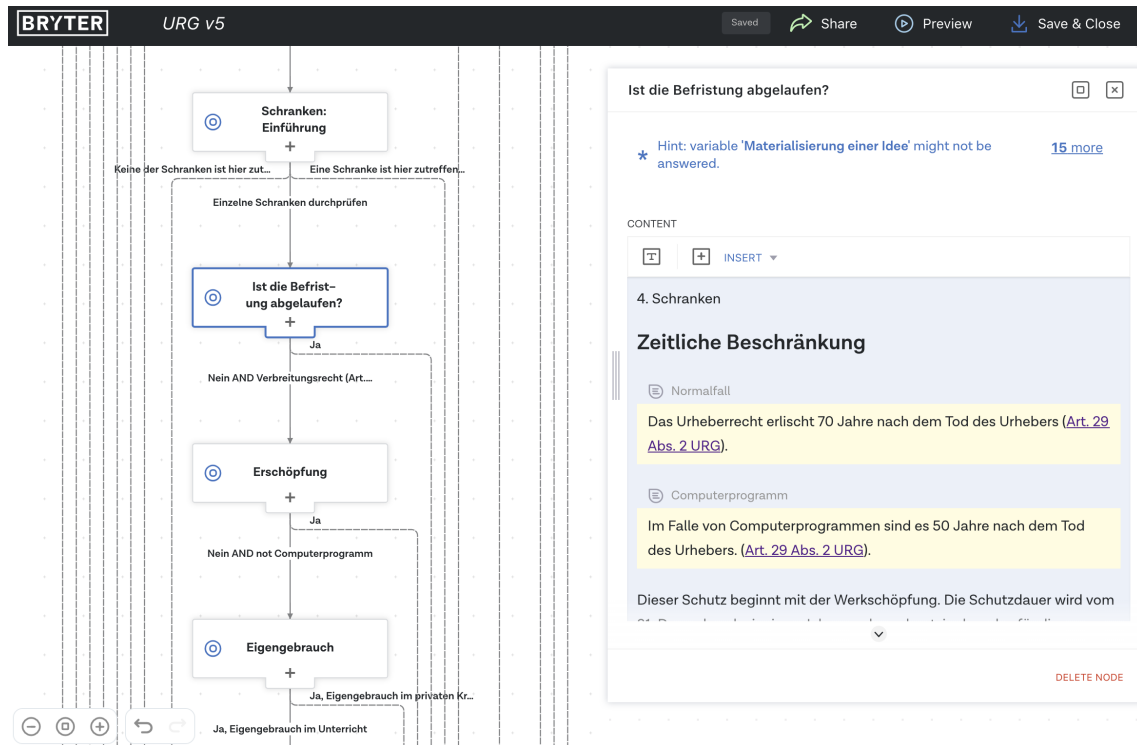 BRYTER
URG v5
Saved
Share
Preview
Save & Close
Schranken:
Einführung
Keine der Schranken ist hier zut...
Eine Schranke ist hier zutreffen...
Einzelne Schranken durchprüfen
Ist die Befrist–
ung abgelaufen?
Ja
Nein AND Verbreitungsrecht (Art....
Erschöpfung
Ja
Nein AND not Computerprogramm
Eigengebrauch
Ja, Eigengebrauch im privaten Kr...
Ja, Eigengebrauch im Unterricht
Ist die Befristung abgelaufen?
* Hint: variable 'Materialisierung einer Idee' might not be
answered.
15 more
CONTENT
INSERT
4. Schranken
Zeitliche Beschränkung
Normalfall
Das Urheberrecht erlischt 70 Jahre nach dem Tod des Urhebers (Art. 29
Abs. 2 URG).
Computerprogramm
Im Falle von Computerprogrammen sind es 50 Jahre nach dem Tod
des Urhebers. (Art. 29 Abs. 2 URG).
Dieser Schutz beginnt mit der Werkschöpfung. Die Schutzdauer wird vom
DELETE NODE